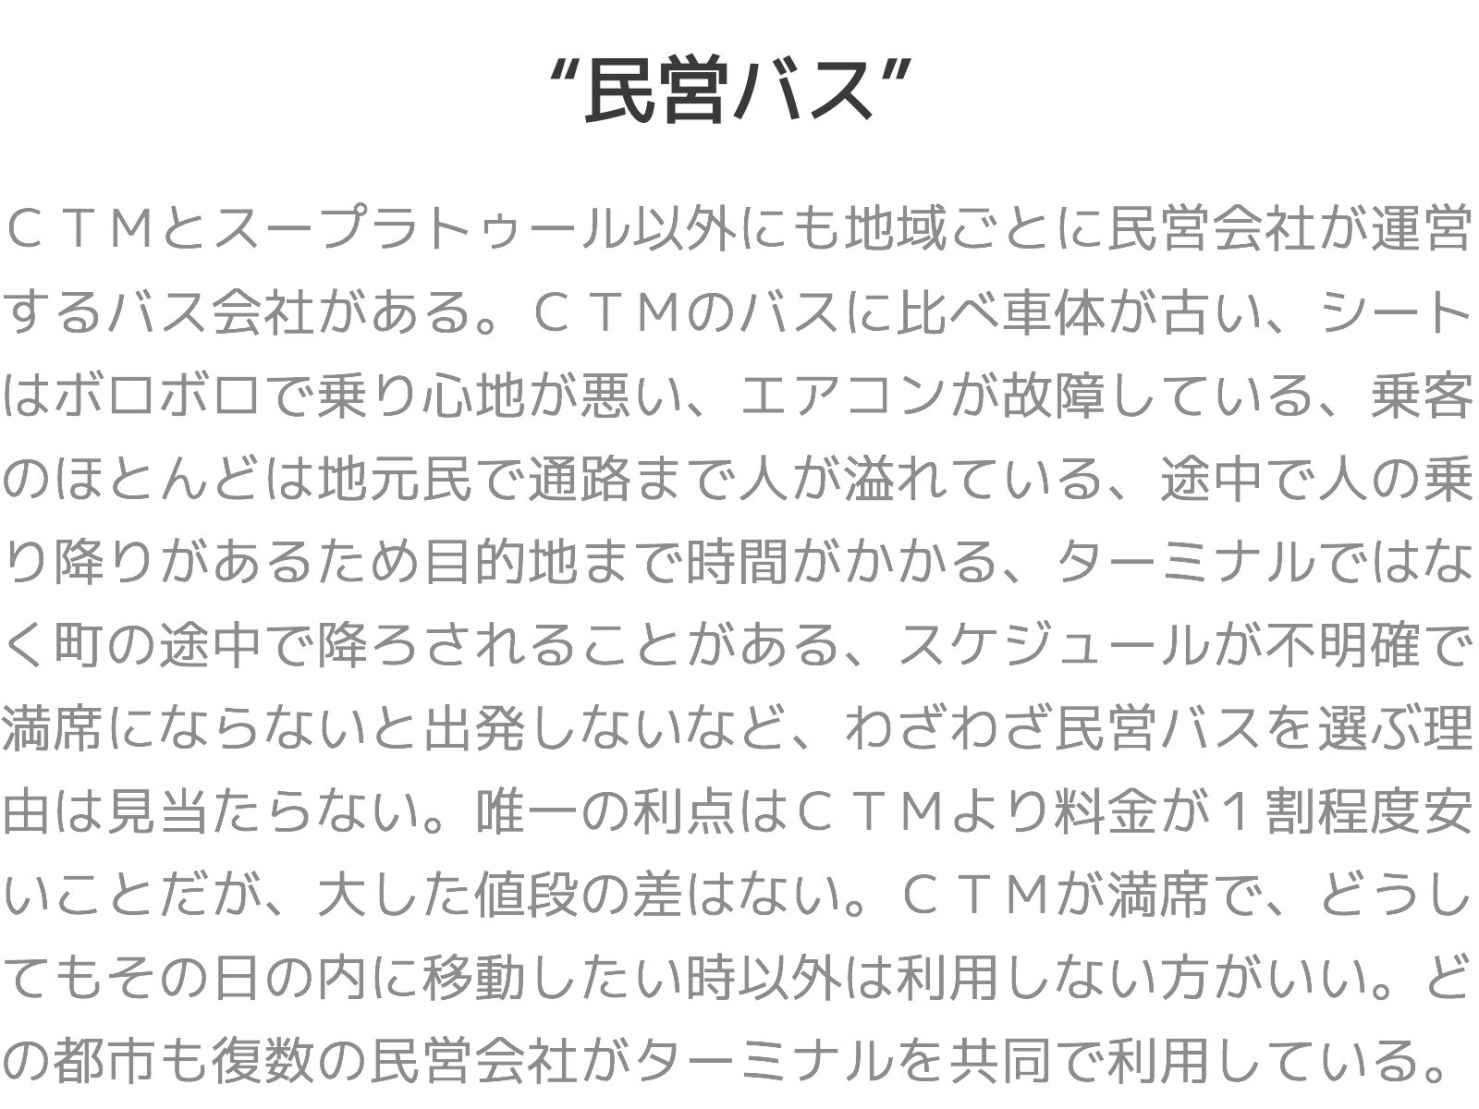 “民営バス”
ＣＴＭとスープラトゥール以外にも地域ごとに民営会社が運営
するバス会社がある。ＣＴＭのバスに比べ車体が古い、シート
はボロボロで乗り心地が悪い、エアコンが故障している、乗客
のほとんどは地元民で通路まで人が溢れている、途中で人の乗
り降りがあるため目的地まで時間がかかる、ターミナルではな
く町の途中で降ろされることがある、スケジュールが不明確で
満席にならないと出発しないなど、わざわざ民営バスを選ぶ理
由は見当たらない。唯一の利点はＣＴＭより料金が１割程度安
いことだが、大した値段の差はない。ＣＴＭが満席で、どうし
てもその日の内に移動したい時以外は利用しない方がいい。ど
の都市も復数の民営会社がターミナルを共同で利用している。